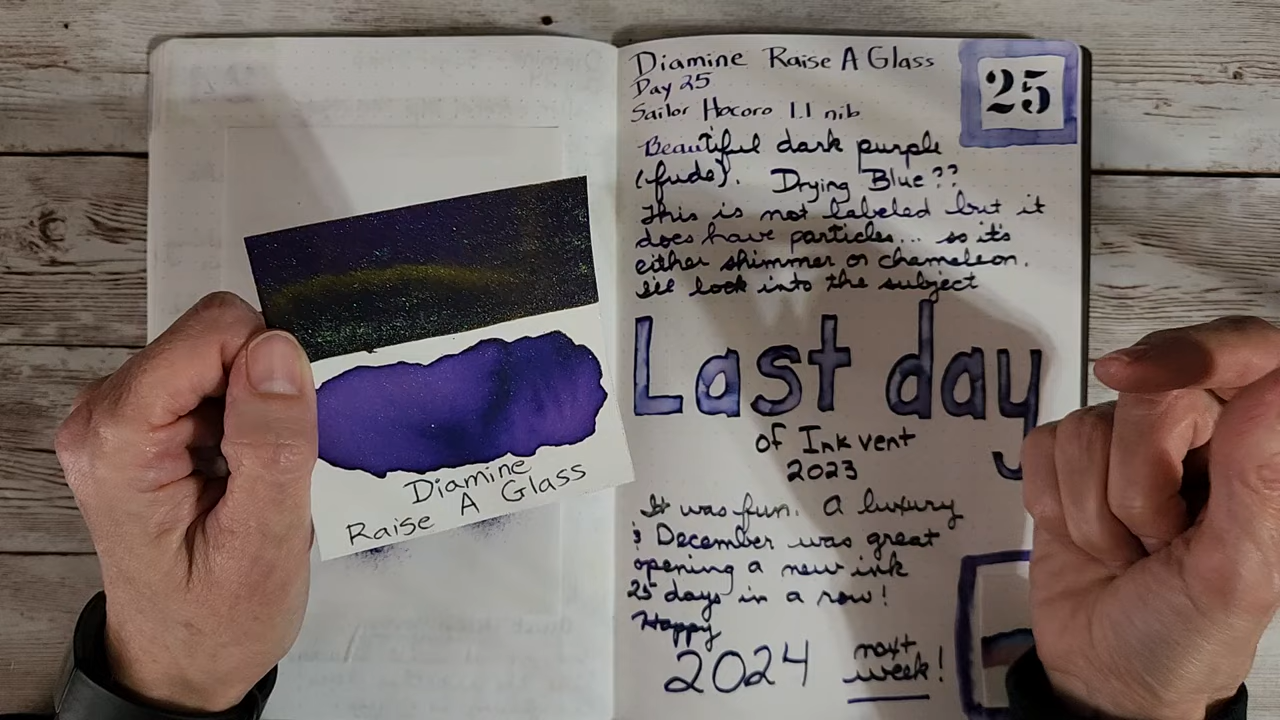 Diamine Raise A Glass
25
Day 25
Sailor Hocoro 1.1 nib
Beautiful dark purple
(fude). Drying Blue??
This is not labeled but it
does have particles... so it's
either shimmer or chameleon.
I'll look into the subject
Last day
of Inkvent
2023
It was fun. A luxury
& December was great
opening a new ink
25 days in a row!
Happy
2024 next
week!
Diamine
Raise A Glass